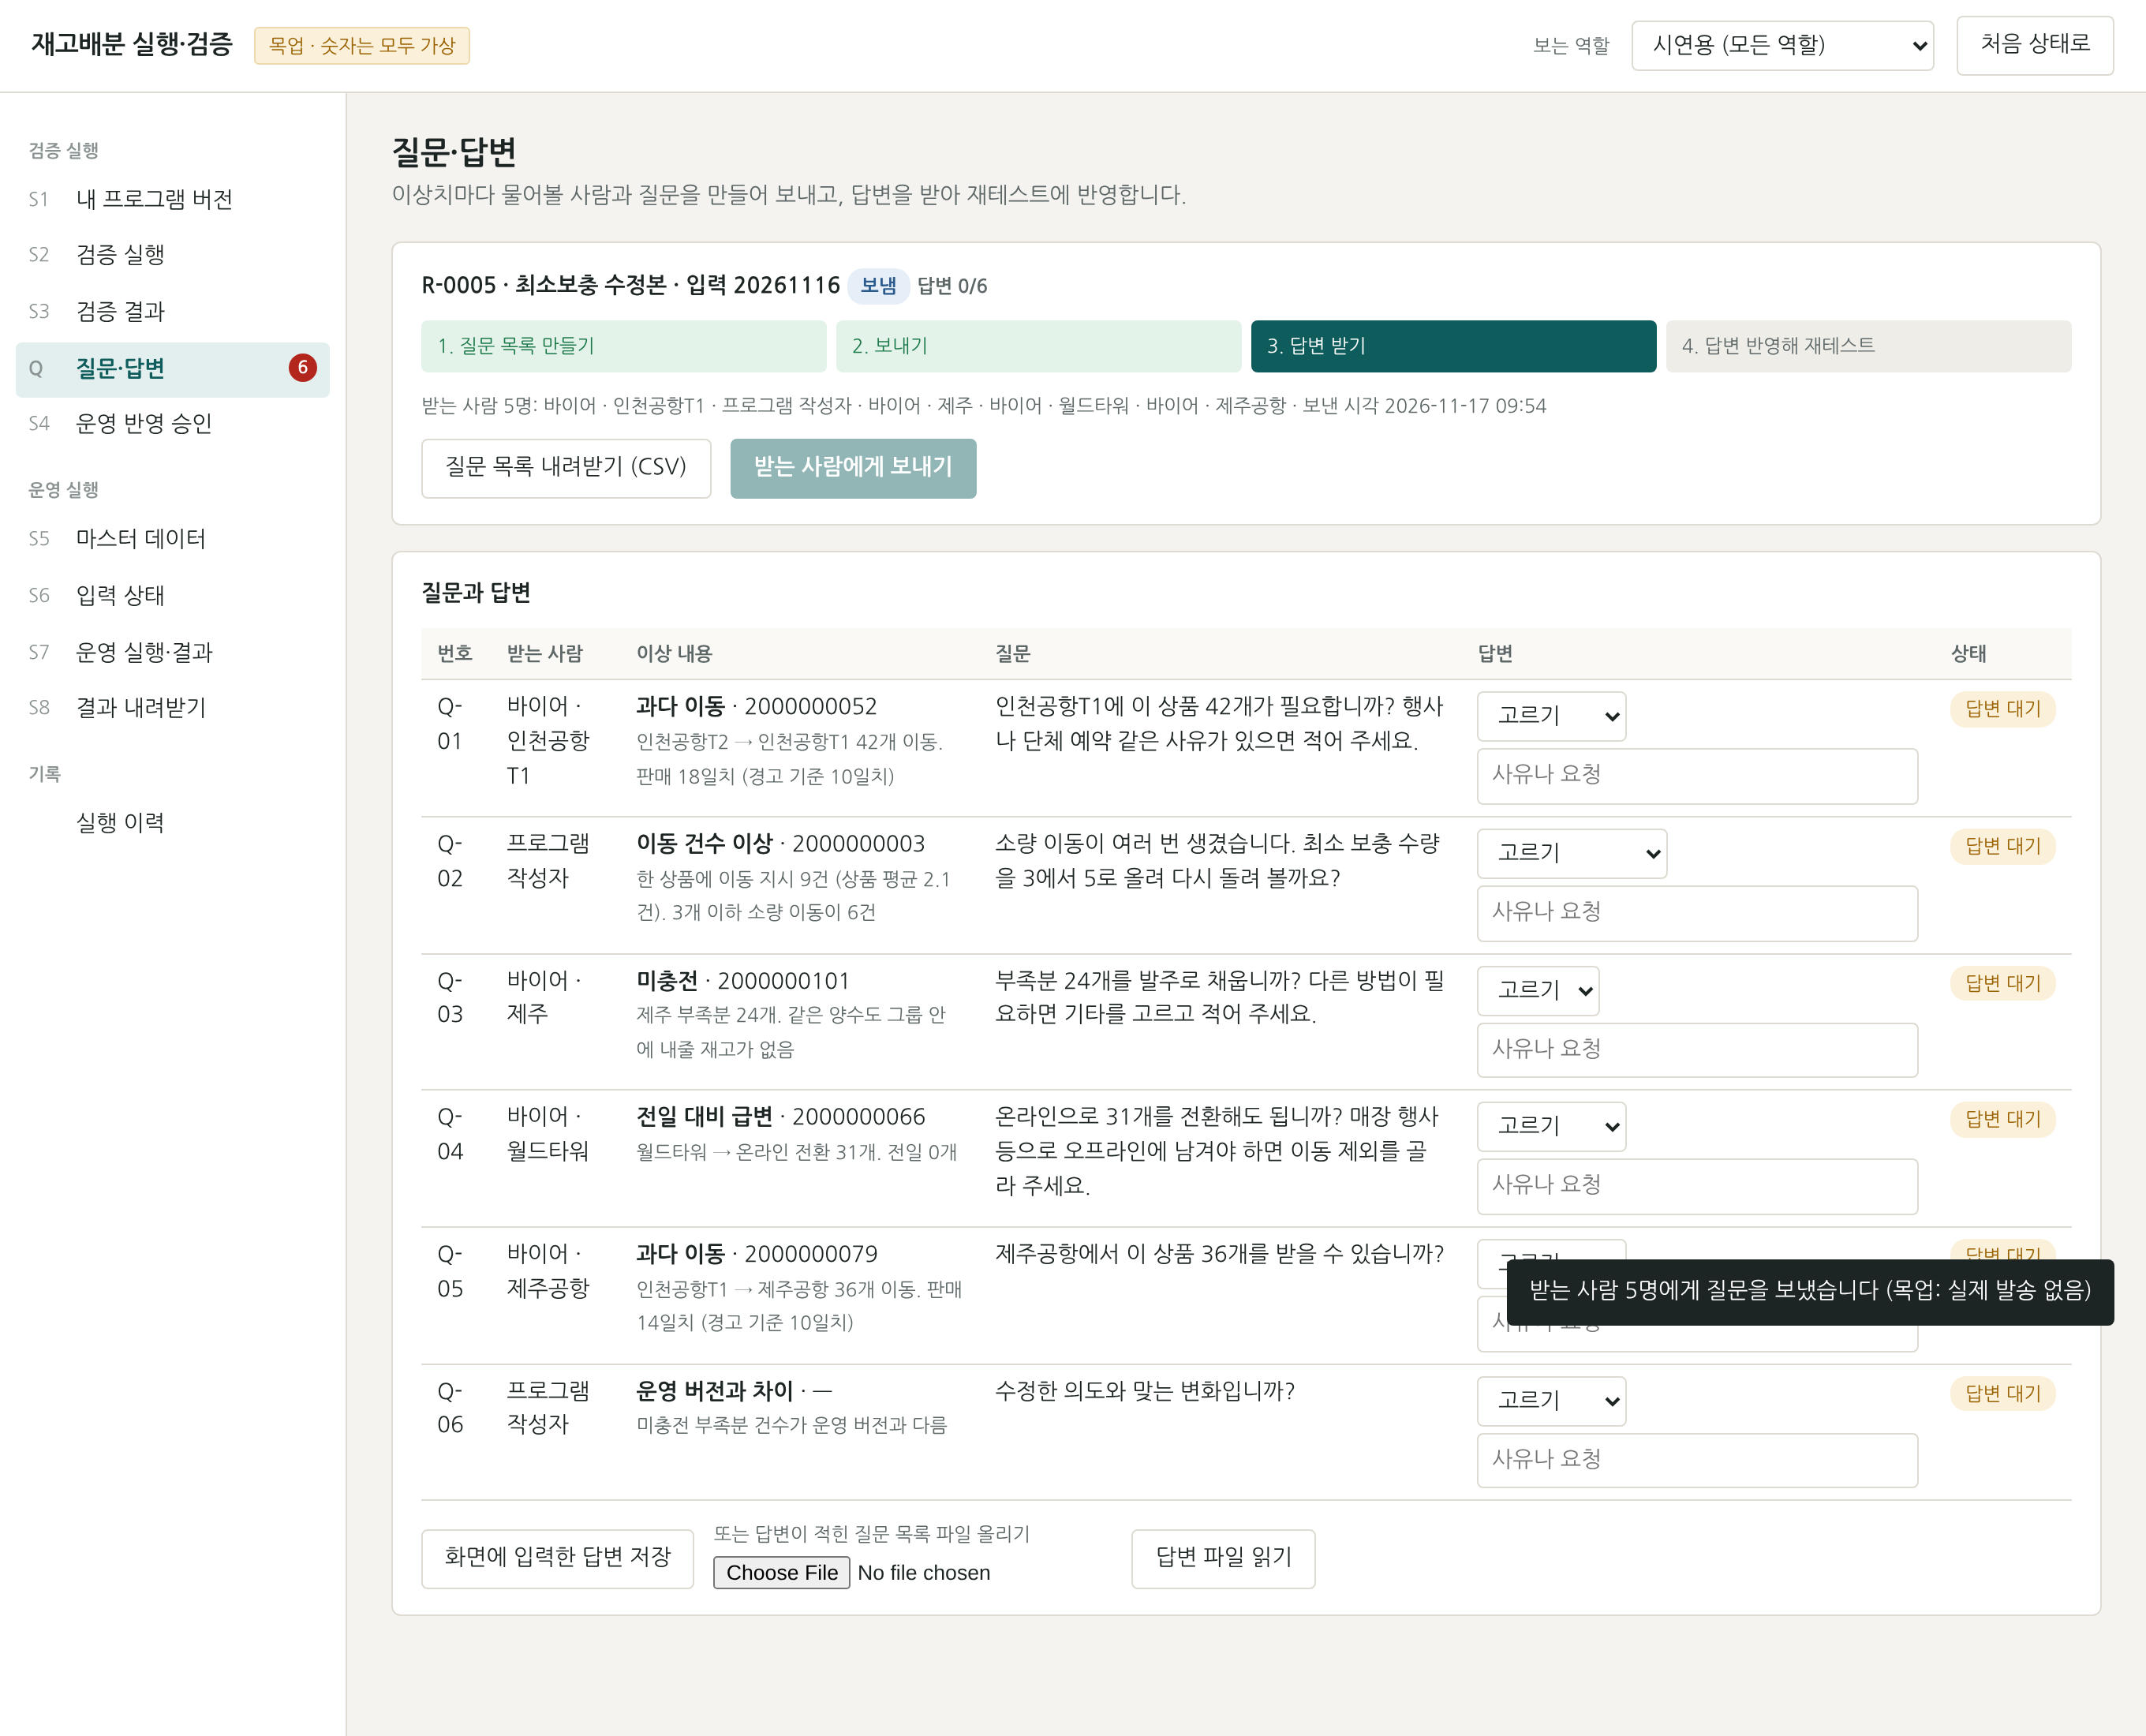 재고배분 실행·검증
목업 · 숫자는 모두 가상
보는 역할
시연용 (모든 역할)
처음 상태로
검증 실행
S1 내 프로그램 버전
S2 검증 실행
S3 검증 결과
Q 질문·답변 6
S4 운영 반영 승인
운영 실행
S5 마스터 데이터
S6 입력 상태
S7 운영 실행·결과
S8 결과 내려받기
기록
실행 이력
질문·답변
이상치마다 물어볼 사람과 질문을 만들어 보내고, 답변을 받아 재테스트에 반영합니다.
R-0005 · 최소보충 수정본 · 입력 20261116 보냄 답변 0/6
1. 질문 목록 만들기
2. 보내기
3. 답변 받기
4. 답변 반영해 재테스트
받는 사람 5명: 바이어 · 인천공항T1 · 프로그램 작성자 · 바이어 · 제주 · 바이어 · 월드타워 · 바이어 · 제주공항 · 보낸 시각 2026-11-17 09:54
질문 목록 내려받기 (CSV)
받는 사람에게 보내기
질문과 답변
번호 받는 사람 이상 내용 질문 답변 상태
Q-
01
바이어 ·
인천공항
T1
과다 이동 · 2000000052
인천공항T2 → 인천공항T1 42개 이동.
판매 18일치 (경고 기준 10일치)
인천공항T1에 이 상품 42개가 필요합니까? 행사
나 단체 예약 같은 사유가 있으면 적어 주세요.
고르기
사유나 요청
답변 대기
Q-
02
프로그램
작성자
이동 건수 이상 · 2000000003
한 상품에 이동 지시 9건 (상품 평균 2.1
건). 3개 이하 소량 이동이 6건
소량 이동이 여러 번 생겼습니다. 최소 보충 수량
을 3에서 5로 올려 다시 돌려 볼까요?
고르기
사유나 요청
답변 대기
Q-
03
바이어 ·
제주
미충전 · 2000000101
제주 부족분 24개. 같은 양수도 그룹 안
에 내줄 재고가 없음
부족분 24개를 발주로 채웁니까? 다른 방법이 필
요하면 기타를 고르고 적어 주세요.
고르기
사유나 요청
답변 대기
Q-
04
바이어 ·
월드타워
전일 대비 급변 · 2000000066
월드타워 → 온라인 전환 31개. 전일 0개
온라인으로 31개를 전환해도 됩니까? 매장 행사
등으로 오프라인에 남겨야 하면 이동 제외를 골
라 주세요.
고르기
사유나 요청
답변 대기
Q-
05
바이어 ·
제주공항
과다 이동 · 2000000079
인천공항T1 → 제주공항 36개 이동. 판매
14일치 (경고 기준 10일치)
제주공항에서 이 상품 36개를 받을 수 있습니까?
답변 대기
받는 사람 5명에게 질문을 보냈습니다 (목업: 실제 발송 없음)
Q-
06
프로그램
작성자
운영 버전과 차이 · —
미충전 부족분 건수가 운영 버전과 다름
수정한 의도와 맞는 변화입니까?
고르기
사유나 요청
답변 대기
화면에 입력한 답변 저장
또는 답변이 적힌 질문 목록 파일 올리기
Choose File No file chosen
답변 파일 읽기